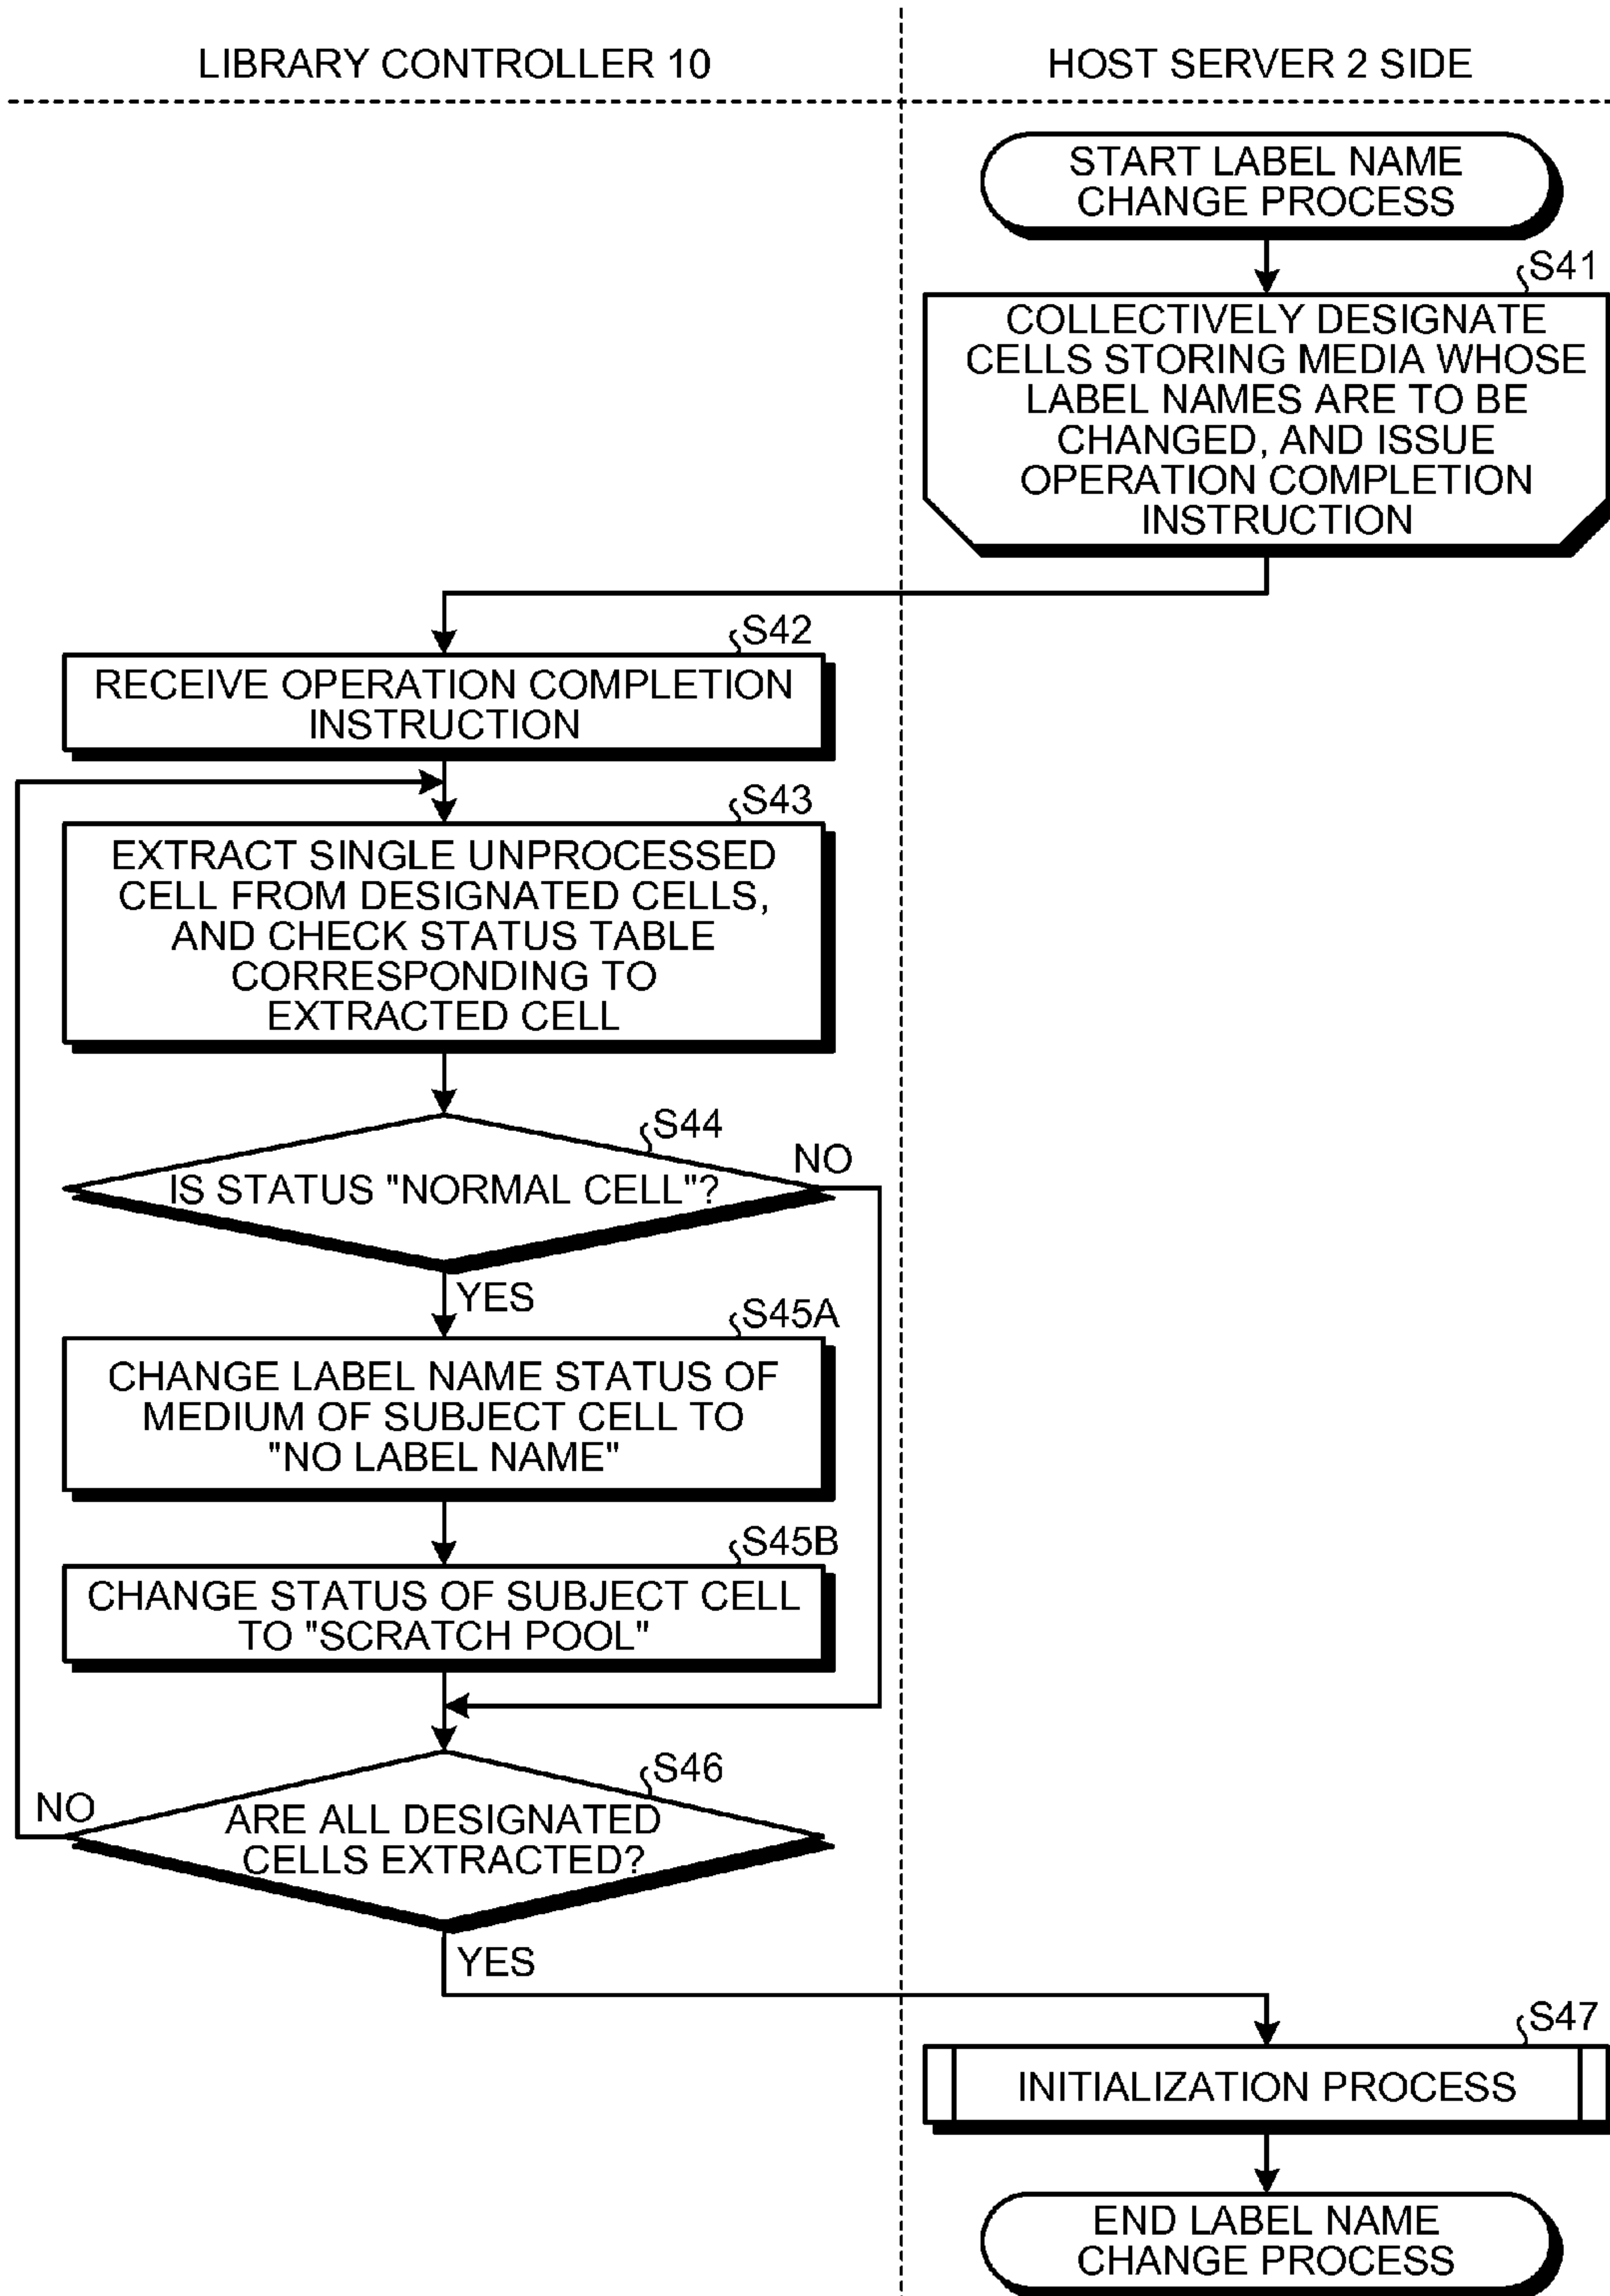 LIBRARY CONTROLLER 10
HOST SERVER 2 SIDE
START LABEL NAME
CHANGE PROCESS
S41
COLLECTIVELY DESIGNATE
CELLS STORING MEDIA WHOSE
LABEL NAMES ARE TO BE
CHANGED, AND ISSUE
OPERATION COMPLETION
INSTRUCTION
S42
RECEIVE OPERATION COMPLETION
INSTRUCTION
S43
EXTRACT SINGLE UNPROCESSED
CELL FROM DESIGNATED CELLS,
AND CHECK STATUS TABLE
CORRESPONDING TO
EXTRACTED CELL
S44
NO
IS STATUS "NORMAL CELL"?
YES
S45A
CHANGE LABEL NAME STATUS OF
MEDIUM OF SUBJECT CELL TO
"NO LABEL NAME"
S45B
CHANGE STATUS OF SUBJECT CELL
TO "SCRATCH POOL"
S46
NO
ARE ALL DESIGNATED
CELLS EXTRACTED?
YES
S47
INITIALIZATION PROCESS
END LABEL NAME
CHANGE PROCESS